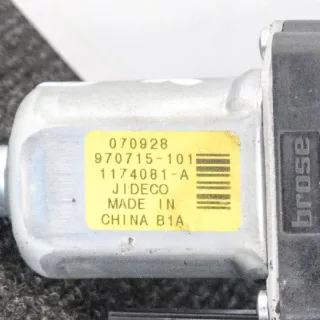 070928
970715-101
1174081-A
JIDECO
MADE IN
CHINA B1A
brose